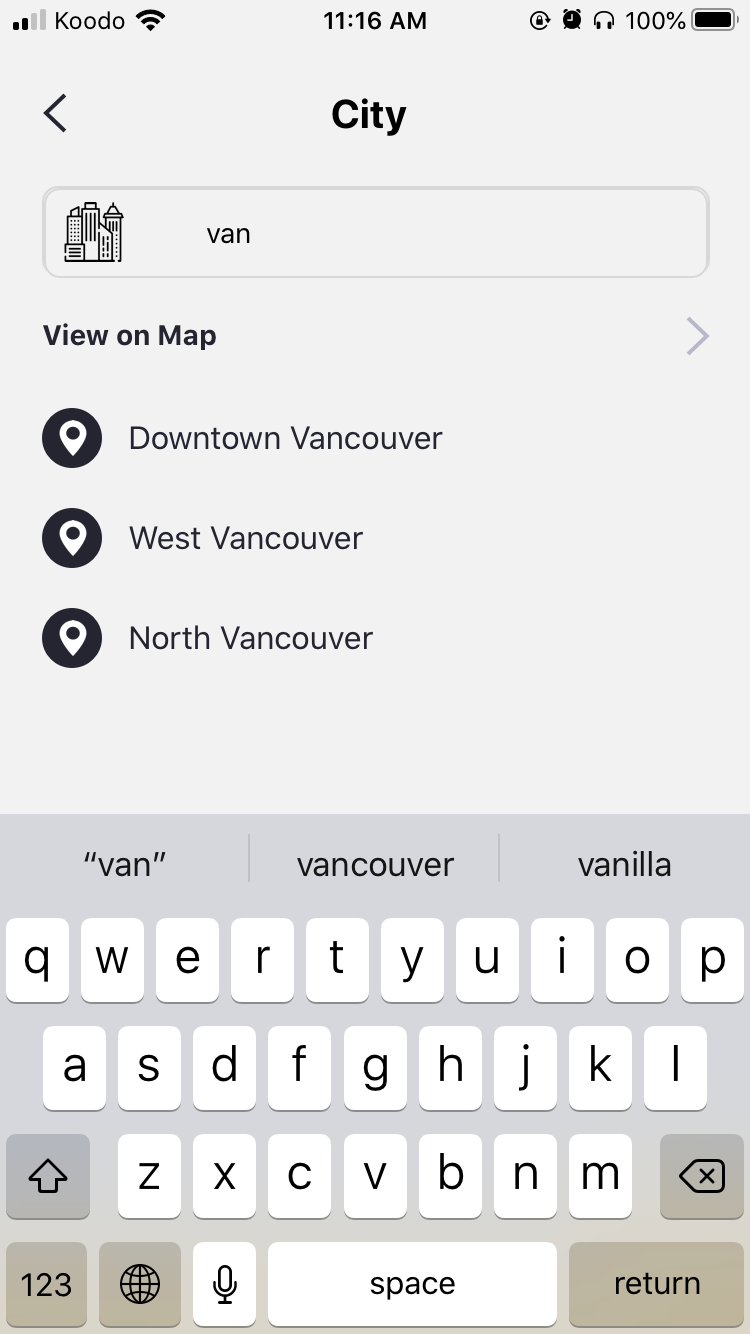 Koodo 11:16 AM 100%
City
van
View on Map
Downtown Vancouver
West Vancouver
North Vancouver
“van” vancouver vanilla
q w e r t y u i o p
a s d f g h j k l
z x c v b n m
123 space return